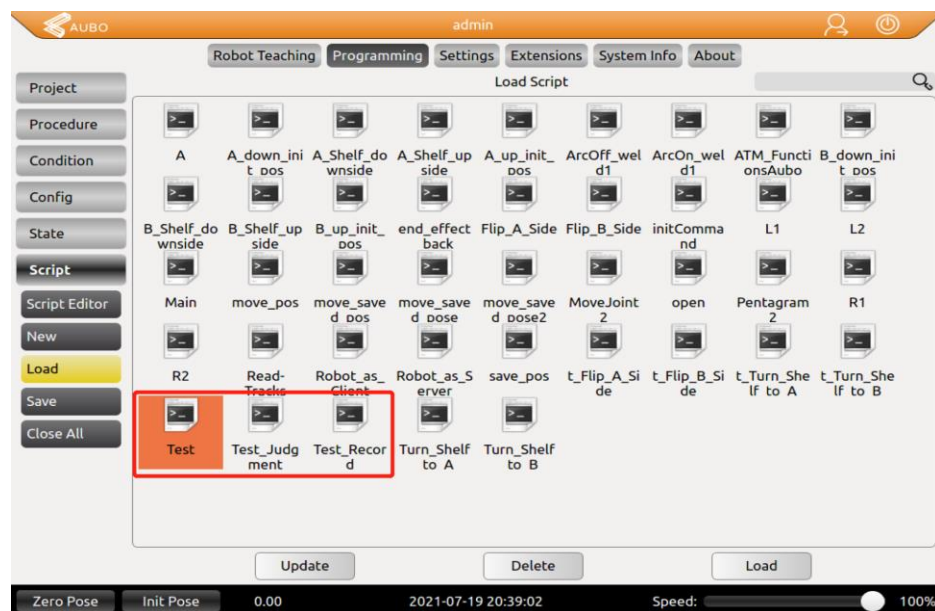 AUBO
admin
Robot Teaching Programming Settings Extensions System Info About
Load Script
Project
Procedure
Condition
Config
State
Script
Script Editor
New
Load
Save
Close All
A A_down_ini A_Shelf_do A_Shelf_up A_up_init_ ArcOff_wel ArcOn_wel ATM_Functi B_down_ini
t_pos wnside side pos d1 d1 onsAubo t_pos
B_Shelf_do B_Shelf_up B_up_init_ end_effect Flip_A_Side Flip_B_Side initComma L1 L2
wnside side pos back nd
Main move_pos move_save move_save move_save MoveJoint open Pentagram R1
d_pos d_pose d_pose2 2 2
R2 Read- Robot_as_ Robot_as_S save_pos t_Flip_A_Si t_Flip_B_Si t_Turn_She t_Turn_She
Tracks Client erver de de lf_to_A lf_to_B
Test Test_Judg Test_Recor Turn_Shelf Turn_Shelf
ment d _to_A _to_B
Update Delete Load
Zero Pose Init Pose 0.00 2021-07-19 20:39:02 Speed: 100%